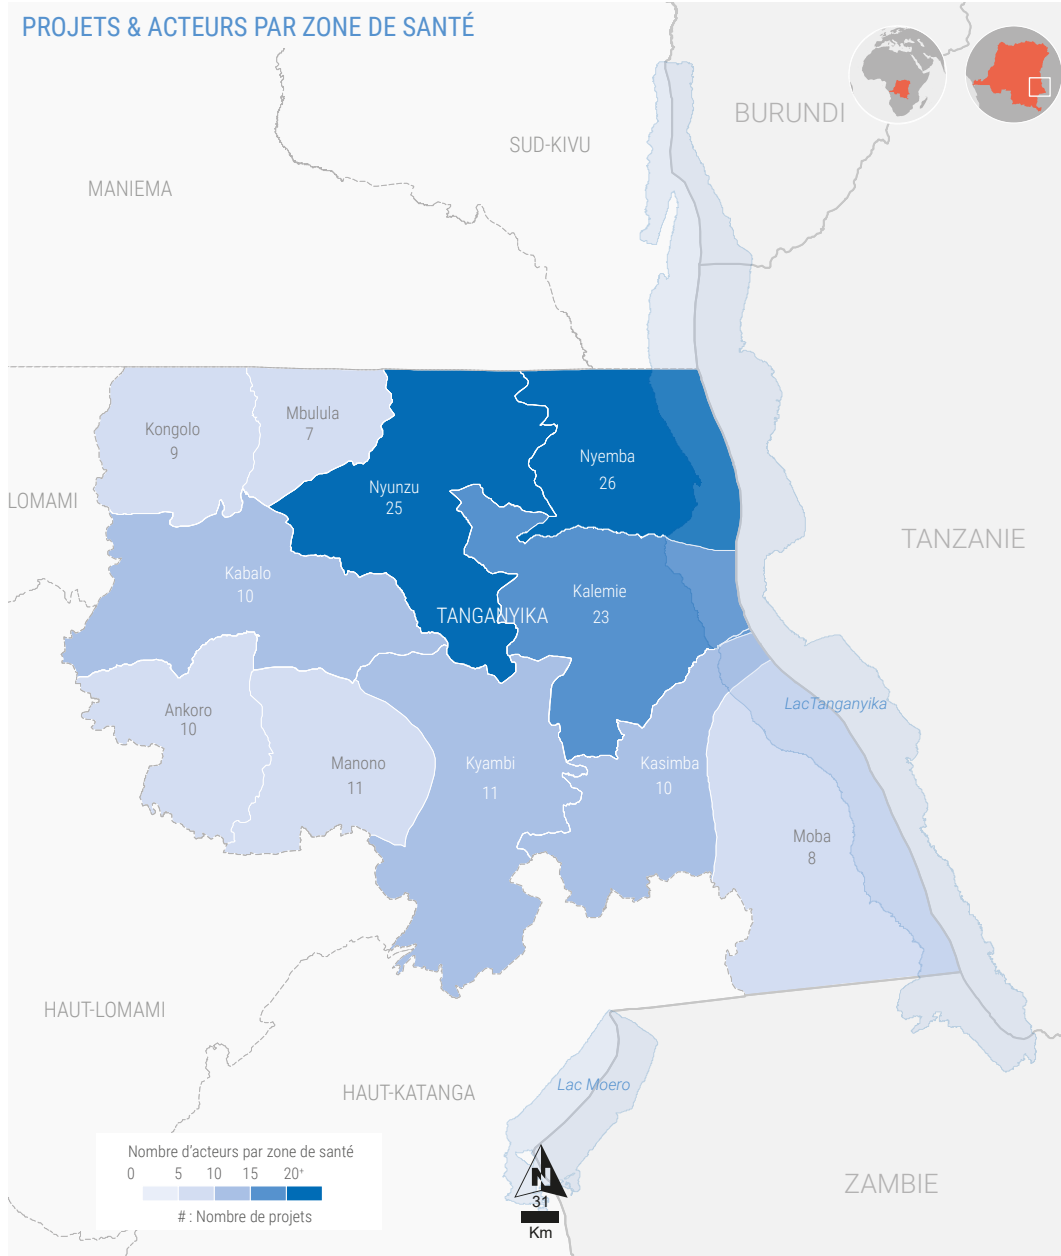 PROJETS & ACTEURS PAR ZONE DE SANTÉ
BURUNDI
SUD-KIVU
MANIEMA
Mbulula
7
Kongolo
9
Nyemba
26
Nyunzu
25
LOMAMI
TANZANIE
Kabalo
10
Kalemie
23
TANGANYIKA
LacTanganyika
Ankoro
10
Manono
11
Kyambi
11
Kasimba
10
Moba
8
HAUT-LOMAMI
Lac Moero
HAUT-KATANGA
ZAMBIE
Nombre d'acteurs par zone de santé
0 5 10 15 20+
# : Nombre de projets
N
31
Km